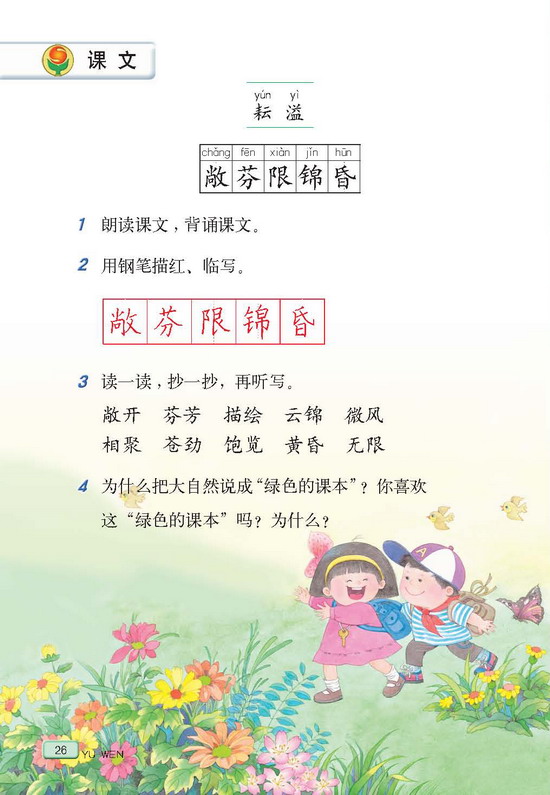 课文
yún yì
耘 溢
chǎng fēn xiàn jǐn hūn
敞 芬 限 锦 昏
1 朗读课文，背诵课文。
2 用钢笔描红、临写。
敞 芬 限 锦 昏
3 读一读，抄一抄，再听写。
敞开 芬芳 描绘 云锦 微风
相聚 苍劲 饱览 黄昏 无限
4 为什么把大自然说成“绿色的课本”？你喜欢
这“绿色的课本”吗？为什么？
A
26 YU WEN